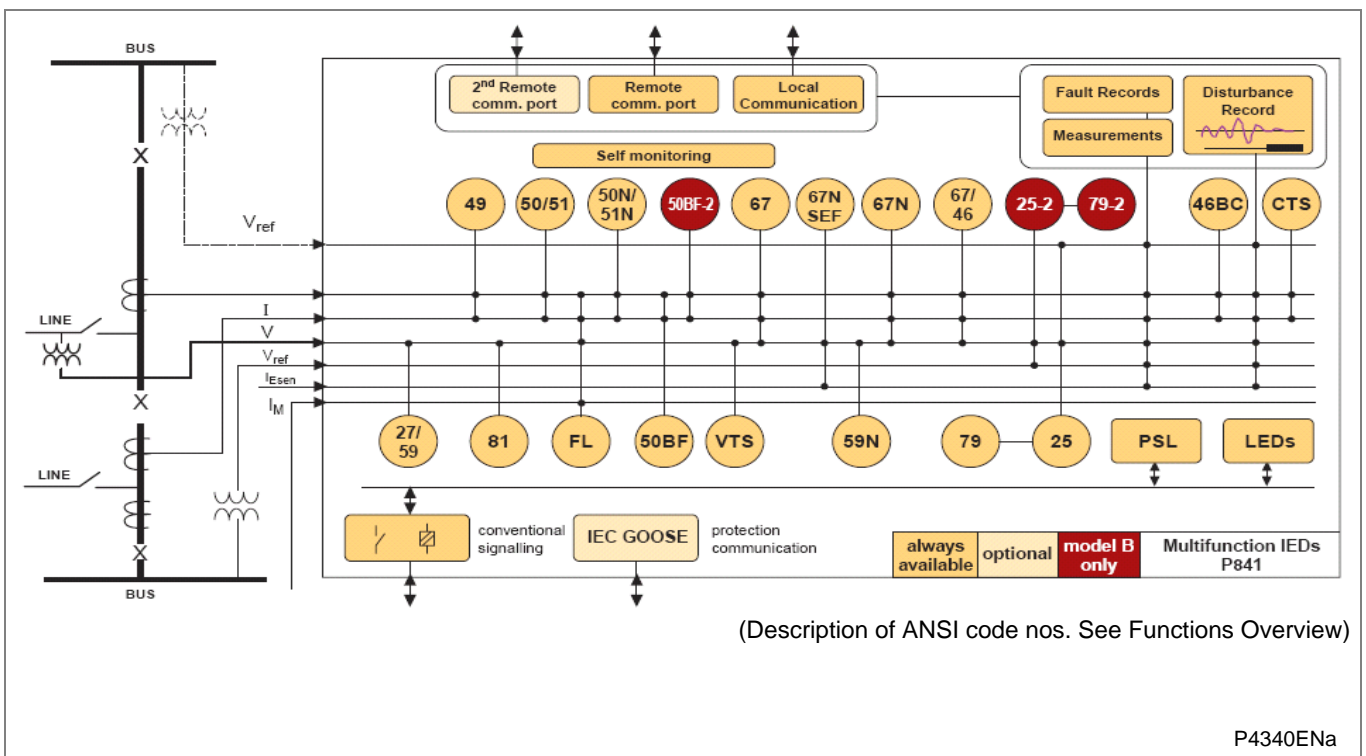 BUS
2nd Remote
comm. port
Remote
comm. port
Local
Communication
Fault Records
Measurements
Disturbance
Record
Self monitoring
X
49
50/51
50N/
51N
50BF-2
67
67N
SEF
67N
67/
46
25-2
79-2
46BC
CTS
Vref
I
LINE
V
Vref
IEsen
IM
X
27/
59
81
FL
50BF
VTS
59N
79
25
PSL
LEDs
LINE
X
BUS
conventional
signalling
IEC GOOSE
protection
communication
always
available
optional
model B
only
Multifunction IEDs
P841
(Description of ANSI code nos. See Functions Overview)
P4340ENa